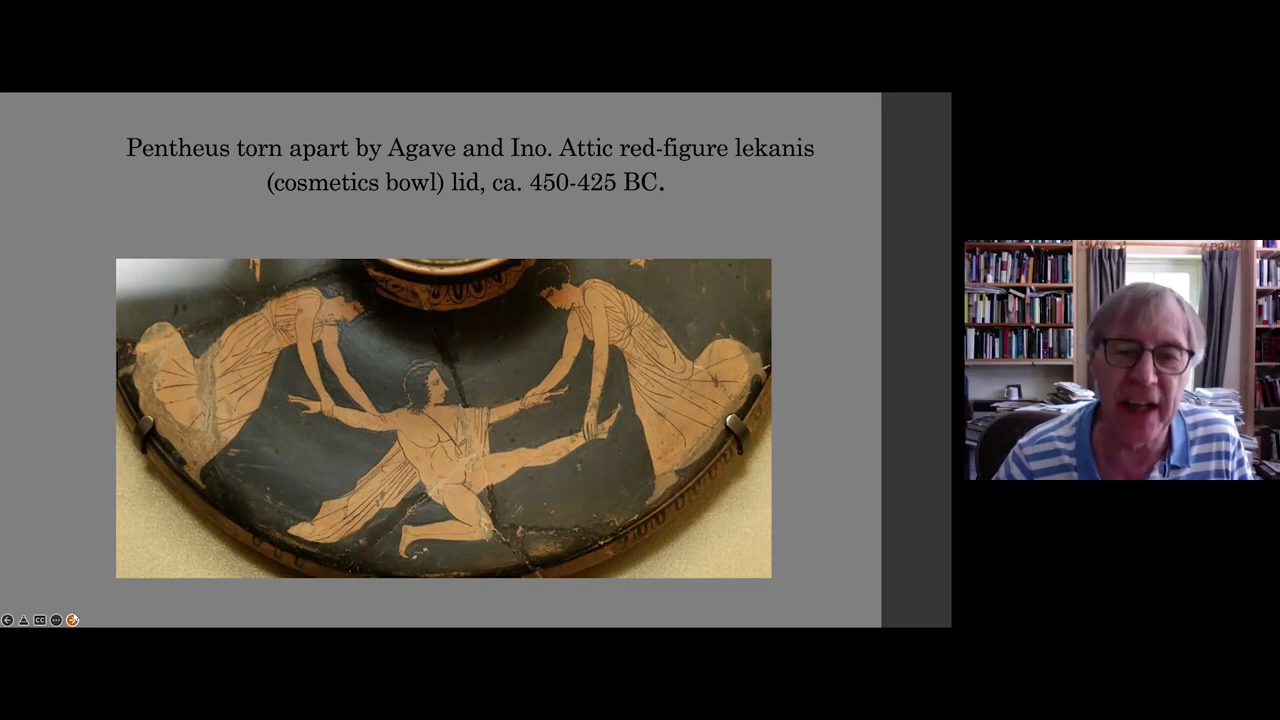 Pentheus torn apart by Agave and Ino. Attic red-figure lekanis
(cosmetics bowl) lid, ca. 450-425 BC.